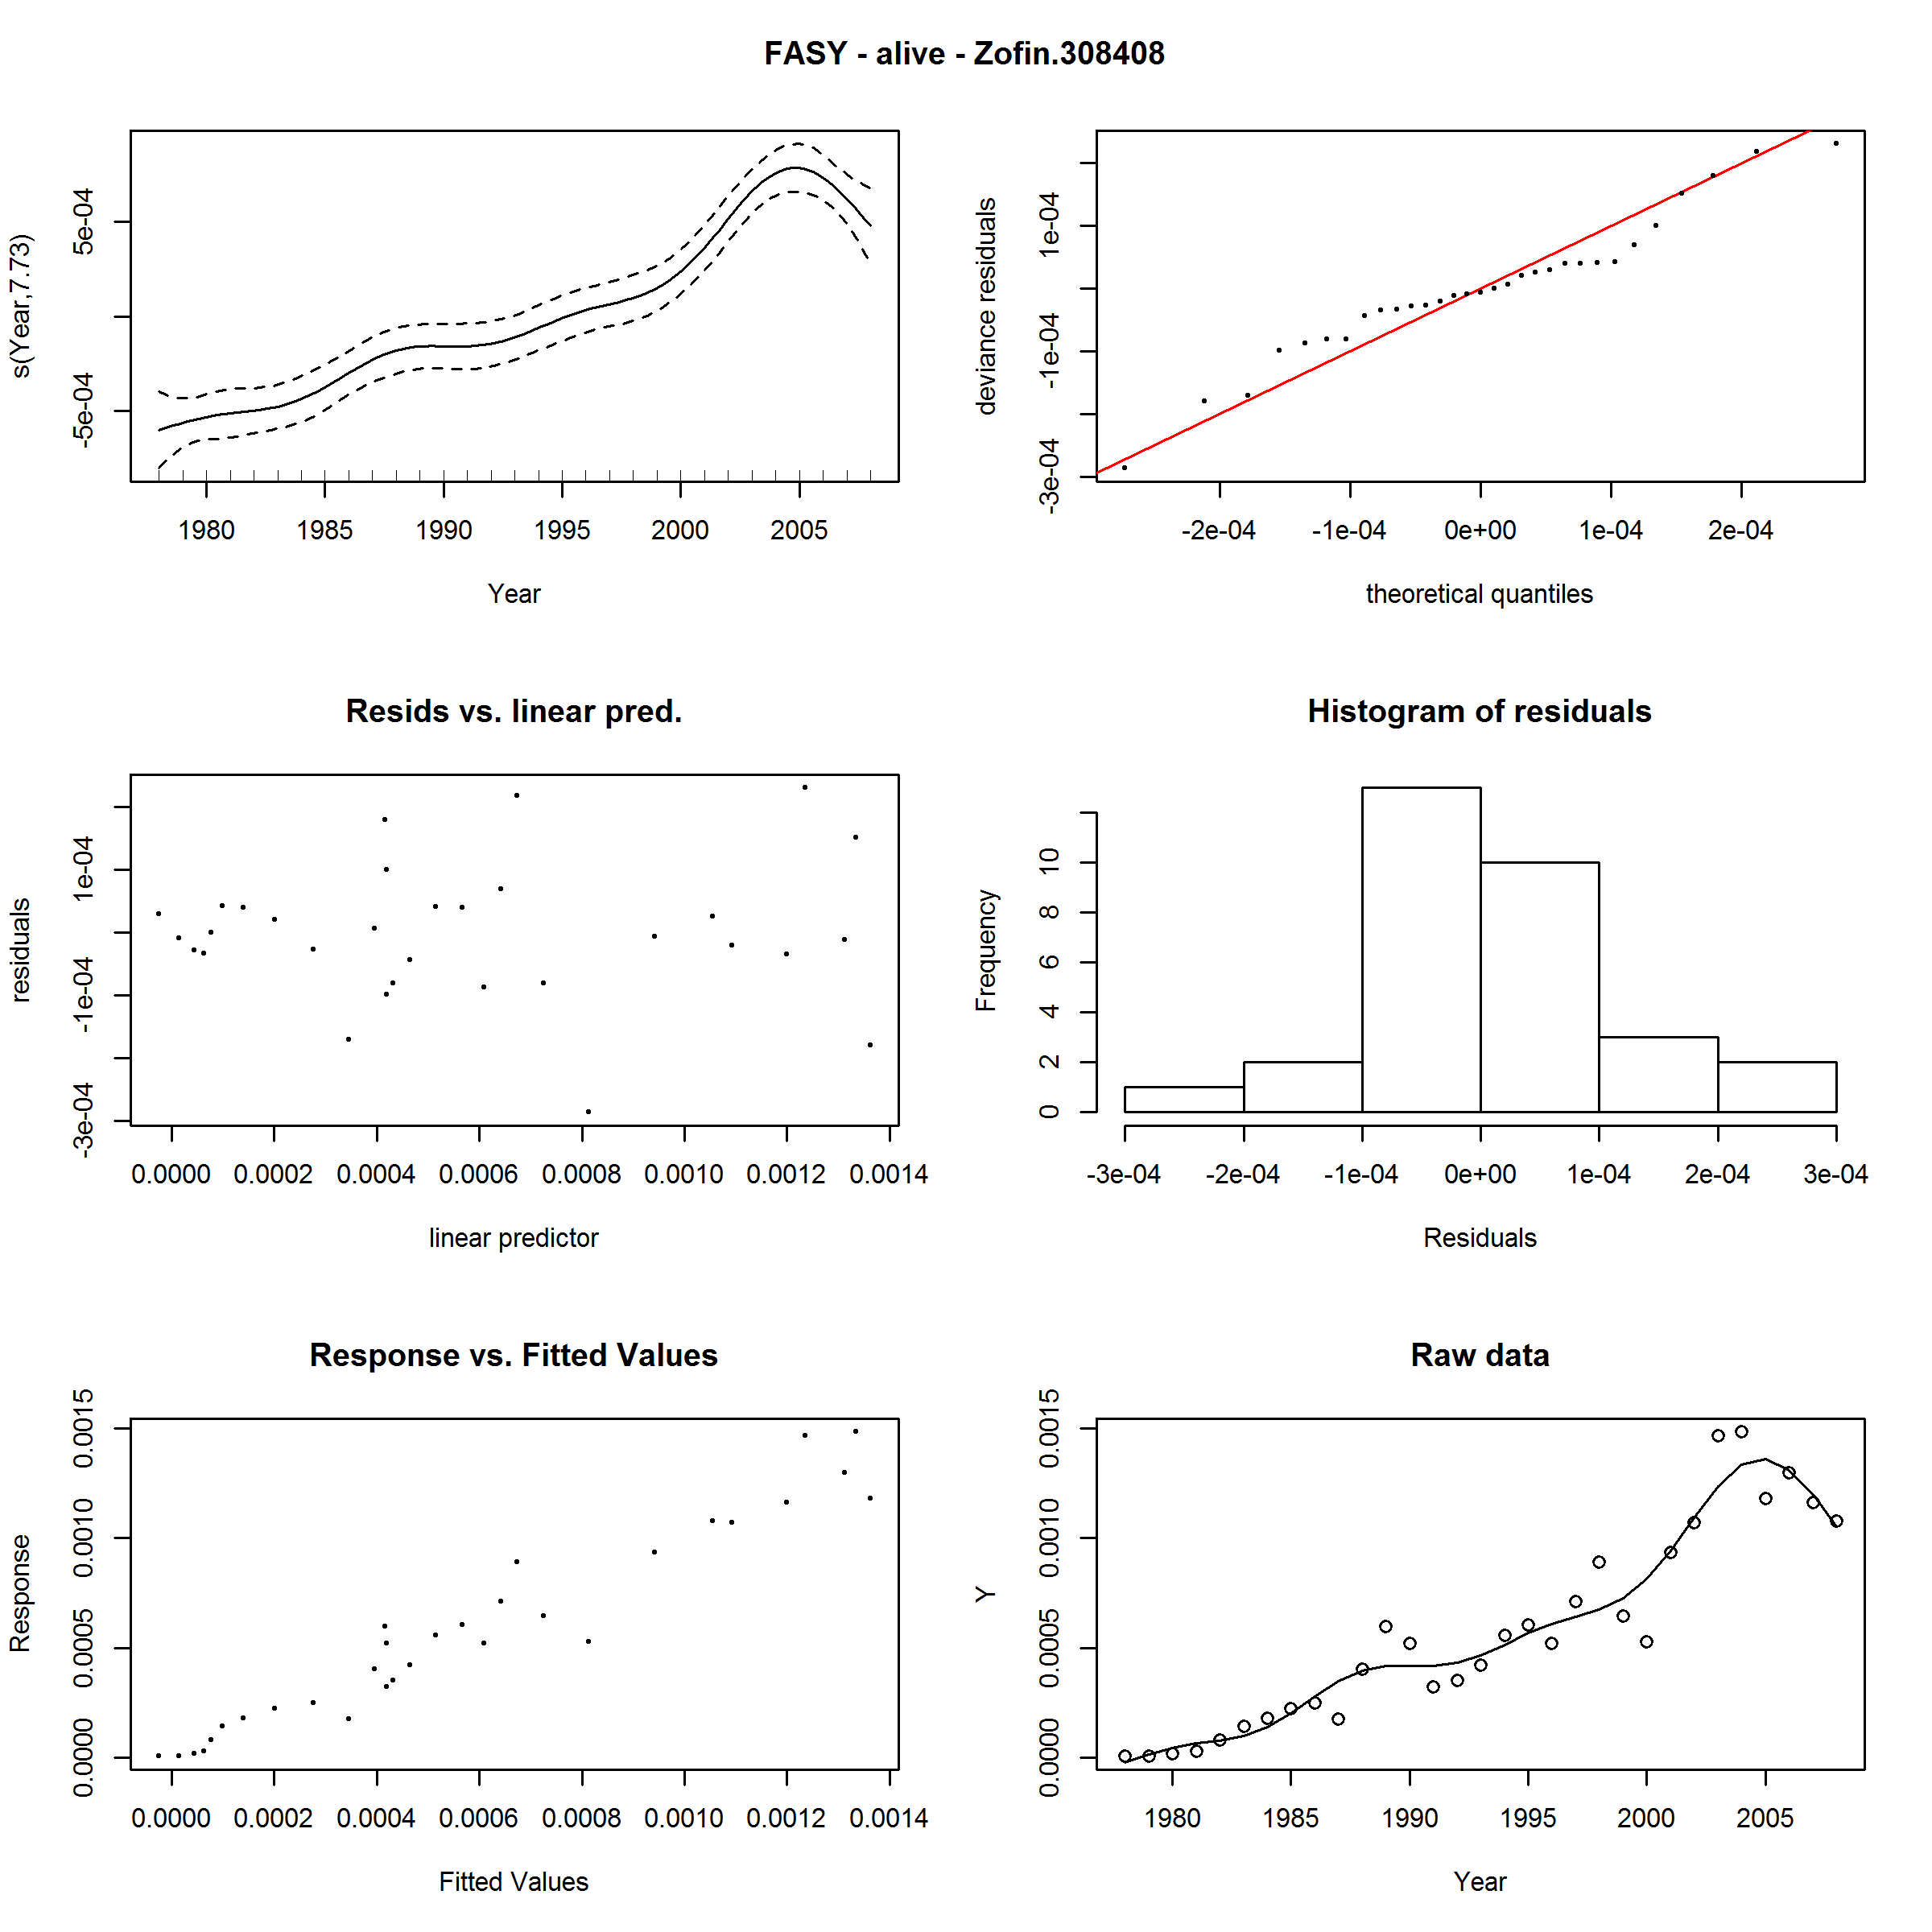 FASY - alive - Zofin.308408
s(Year,7.73)
-5e-04 5e-04
1980 1985 1990 1995 2000 2005
Year
deviance residuals
-3e-04 -1e-04 1e-04
-2e-04 -1e-04 0e+00 1e-04 2e-04
theoretical quantiles
Resids vs. linear pred.
residuals
-3e-04 -1e-04 1e-04
0.0000 0.0002 0.0004 0.0006 0.0008 0.0010 0.0012 0.0014
linear predictor
Histogram of residuals
Frequency
0 2 4 6 8 10
-3e-04 -2e-04 -1e-04 0e+00 1e-04 2e-04 3e-04
Residuals
Response vs. Fitted Values
Response
0.0000 0.0005 0.0010 0.0015
0.0000 0.0002 0.0004 0.0006 0.0008 0.0010 0.0012 0.0014
Fitted Values
Raw data
Y
0.0000 0.0005 0.0010 0.0015
1980 1985 1990 1995 2000 2005
Year